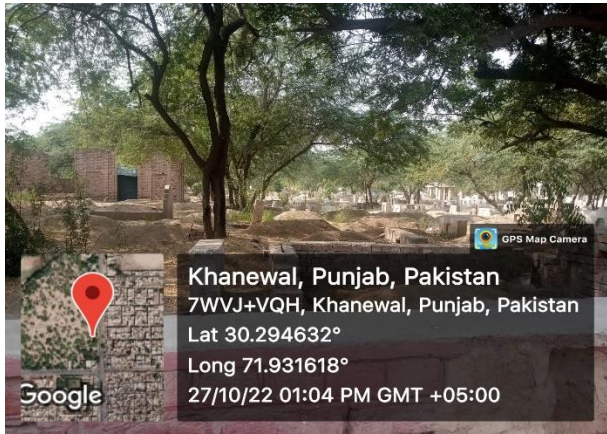 GPS Map Camera
Khanewal, Punjab, Pakistan
7WVJ+VQH, Khanewal, Punjab, Pakistan
Lat 30.294632°
Long 71.931618°
27/10/22 01:04 PM GMT +05:00
Google